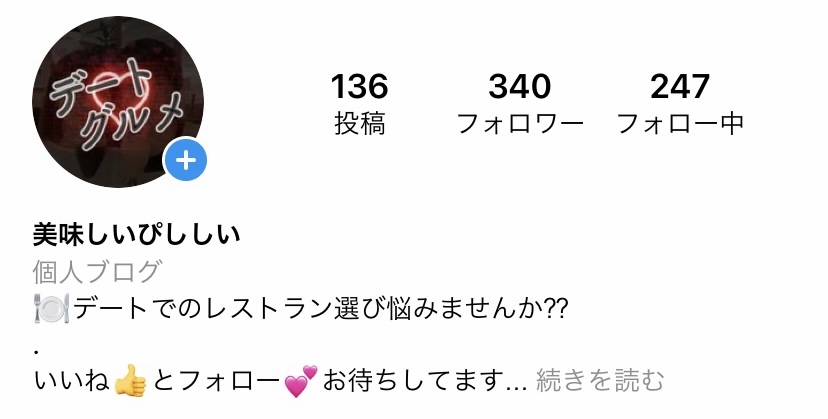 デート
グルメ
136 340 247
投稿 フォロワー フォロー中
美味しいぴししい
個人ブログ
🍽️デートでのレストラン選び悩みませんか??
.
いいね👍とフォロー💕お待ちしてます... 続きを読む